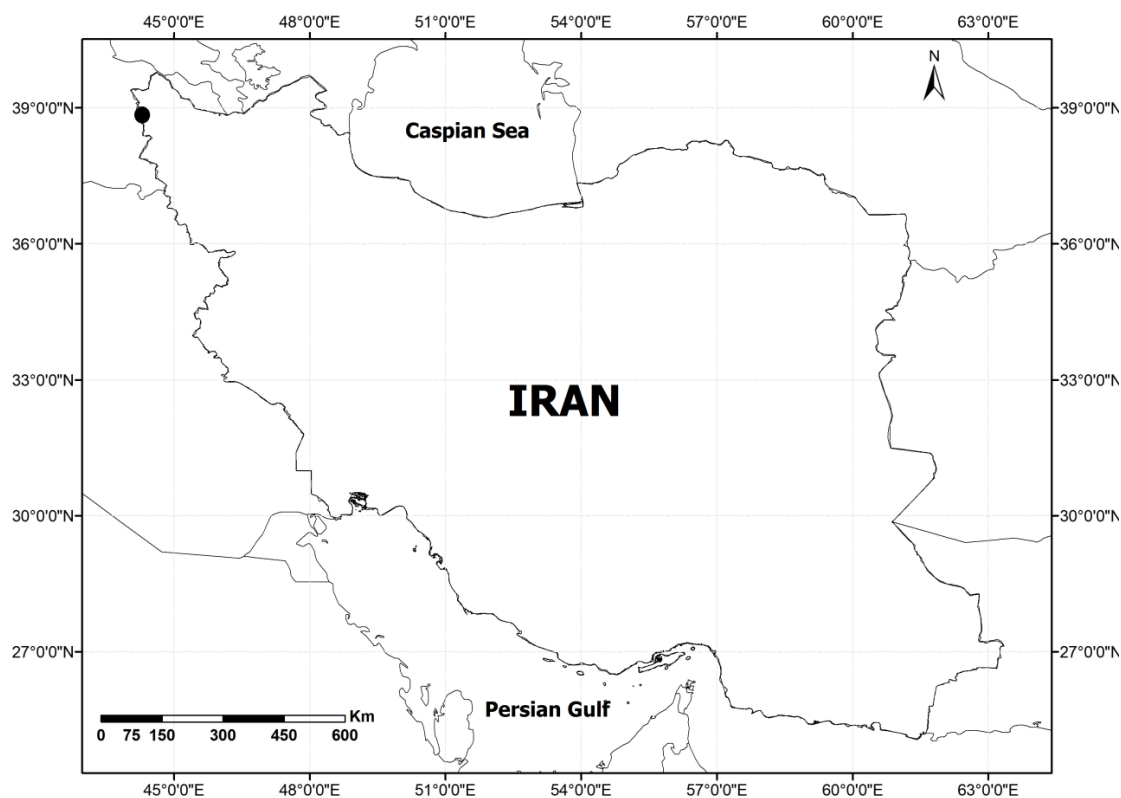 45°0'0"E 48°0'0"E 51°0'0"E 54°0'0"E 57°0'0"E 60°0'0"E 63°0'0"E
N
39°0'0"N 39°0'0"N
Caspian Sea
36°0'0"N 36°0'0"N
33°0'0"N 33°0'0"N
IRAN
30°0'0"N 30°0'0"N
27°0'0"N 27°0'0"N
Persian Gulf
Km
0 75 150 300 450 600
45°0'0"E 48°0'0"E 51°0'0"E 54°0'0"E 57°0'0"E 60°0'0"E 63°0'0"E